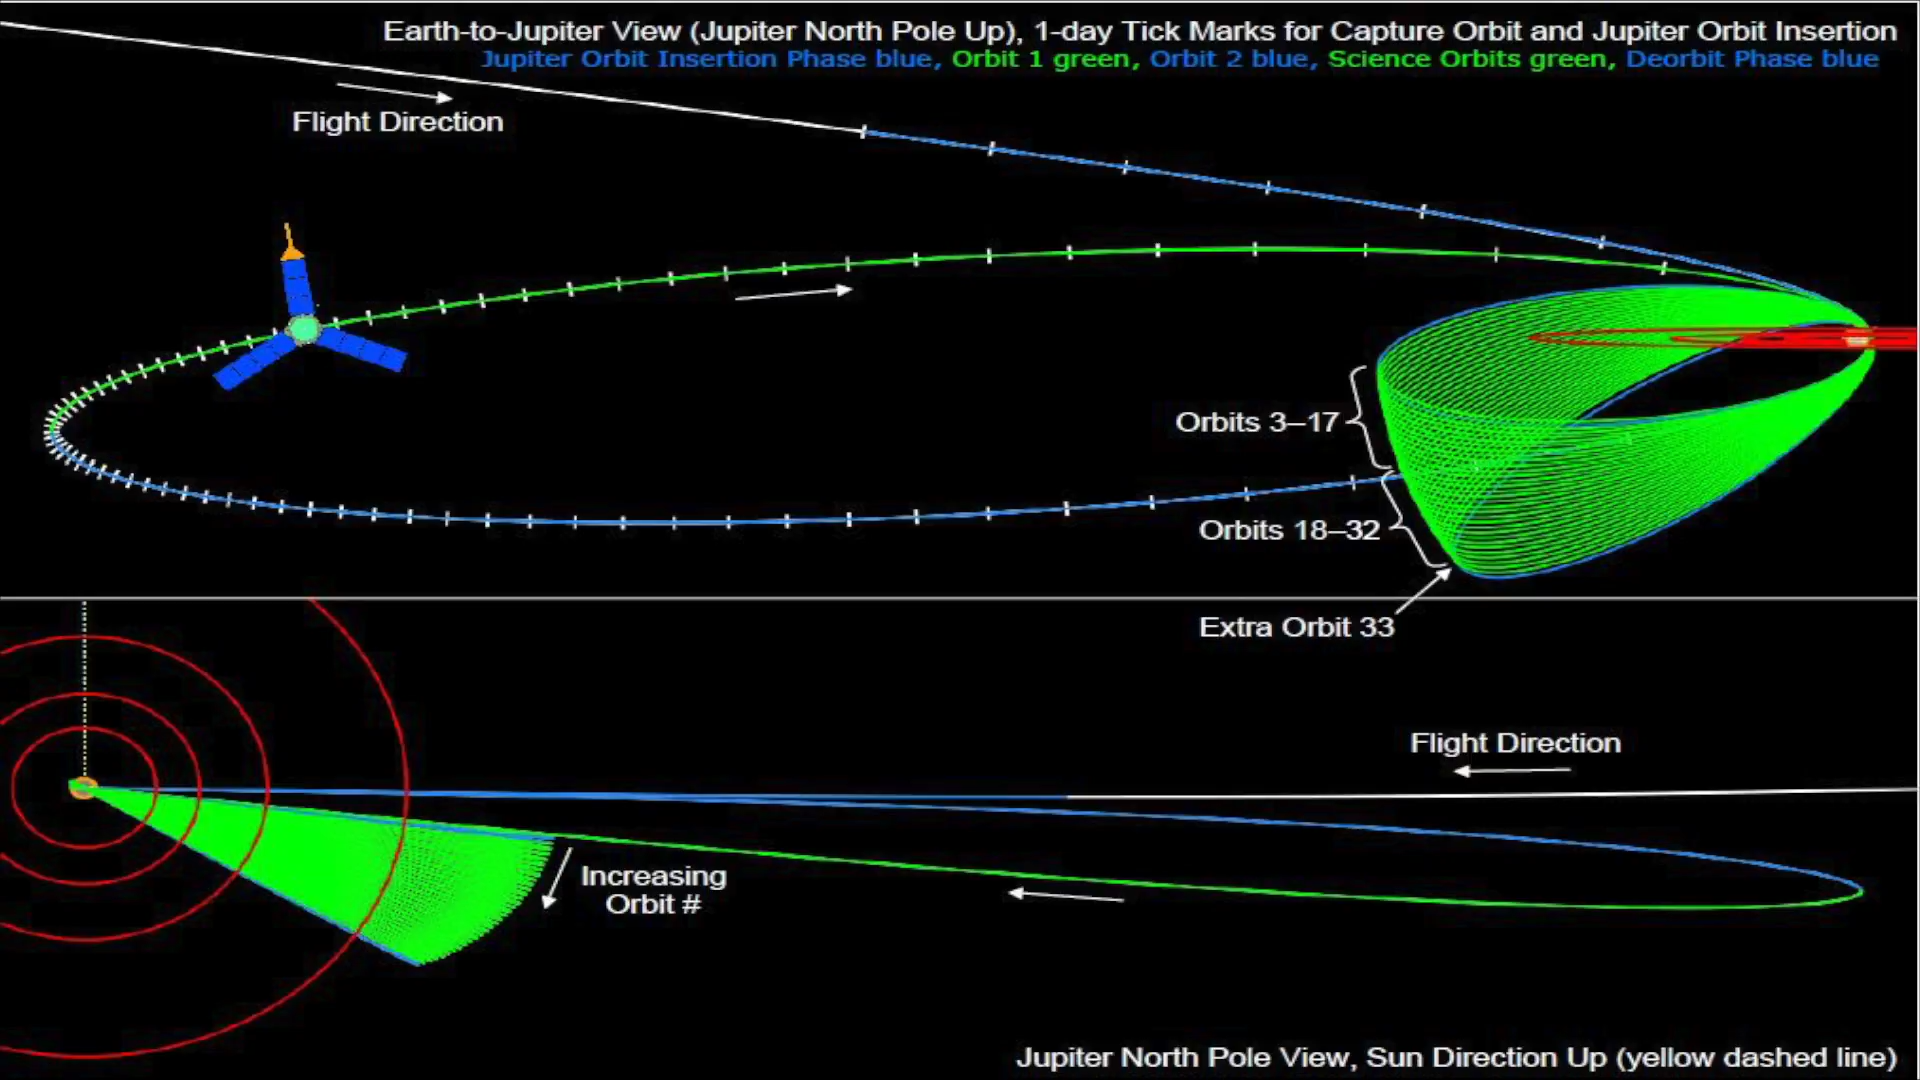 Earth-to-Jupiter View (Jupiter North Pole Up), 1-day Tick Marks for Capture Orbit and Jupiter Orbit Insertion
Jupiter Orbit Insertion Phase blue, Orbit 1 green, Orbit 2 blue, Science Orbits green, Deorbit Phase blue
Flight Direction
Orbits 3–17
Orbits 18–32
Extra Orbit 33
Flight Direction
Increasing
Orbit #
Jupiter North Pole View, Sun Direction Up (yellow dashed line)